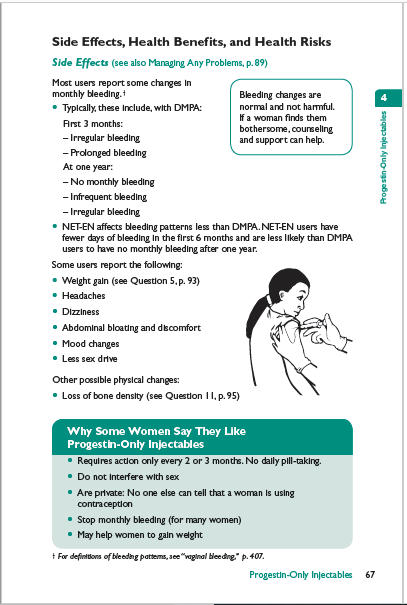 Side Effects, Health Benefits, and Health Risks
Side Effects (see also Managing Any Problems, p. 89)
Most users report some changes in
monthly bleeding.†
• Typically, these include, with DMPA:
First 3 months:
– Irregular bleeding
– Prolonged bleeding
At one year:
– No monthly bleeding
– Infrequent bleeding
– Irregular bleeding
Bleeding changes are
normal and not harmful.
If a woman finds them
bothersome, counseling
and support can help.
4
Progestin-Only Injectables
• NET-EN affects bleeding patterns less than DMPA. NET-EN users have
fewer days of bleeding in the first 6 months and are less likely than DMPA
users to have no monthly bleeding after one year.
Some users report the following:
• Weight gain (see Question 5, p. 93)
• Headaches
• Dizziness
• Abdominal bloating and discomfort
• Mood changes
• Less sex drive
Other possible physical changes:
• Loss of bone density (see Question 11, p. 95)
Why Some Women Say They Like
Progestin-Only Injectables
• Requires action only every 2 or 3 months. No daily pill-taking.
• Do not interfere with sex
• Are private: No one else can tell that a woman is using
contraception
• Stop monthly bleeding (for many women)
• May help women to gain weight
† For definitions of bleeding patterns, see “vaginal bleeding,” p. 407.
Progestin-Only Injectables 67